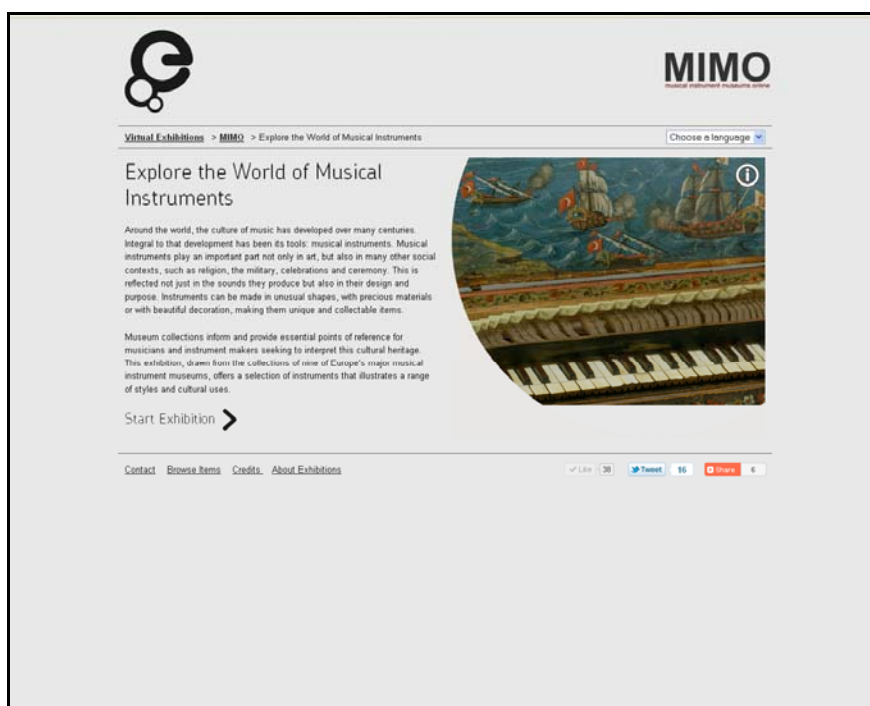 MIMO
musical instrument museums online
Virtual Exhibitions > MIMO > Explore the World of Musical Instruments
Choose a language
Explore the World of Musical
Instruments
Around the world, the culture of music has developed over many centuries.
Integral to that development has been its tools: musical instruments. Musical
instruments play an important part not only in art, but also in many other social
contexts, such as religion, the military, celebrations and ceremony. This is
reflected not just in the sounds they produce but also in their design and
purpose. Instruments can be made in unusual shapes, with precious materials
or with beautiful decoration, making them unique and collectable items.
Museum collections inform and provide essential points of reference for
musicians and instrument makers seeking to interpret this cultural heritage.
This exhibition, drawn from the collections of nine of Europe's major musical
instrument museums, offers a selection of instruments that illustrates a range
of styles and cultural uses.
Start Exhibition
Contact Browse Items Credits About Exhibitions
Like 38 Tweet 16 Share 6